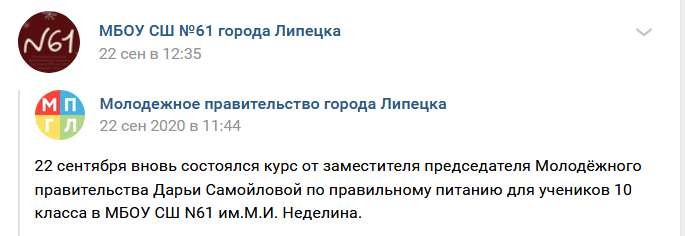 N61
МБОУ СШ №61 города Липецка
22 сен в 12:35
М П
Г Л
Молодежное правительство города Липецка
22 сен 2020 в 11:44
22 сентября вновь состоялся курс от заместителя председателя Молодёжного
правительства Дарьи Самойловой по правильному питанию для учеников 10
класса в МБОУ СШ N61 им.М.И. Неделина.